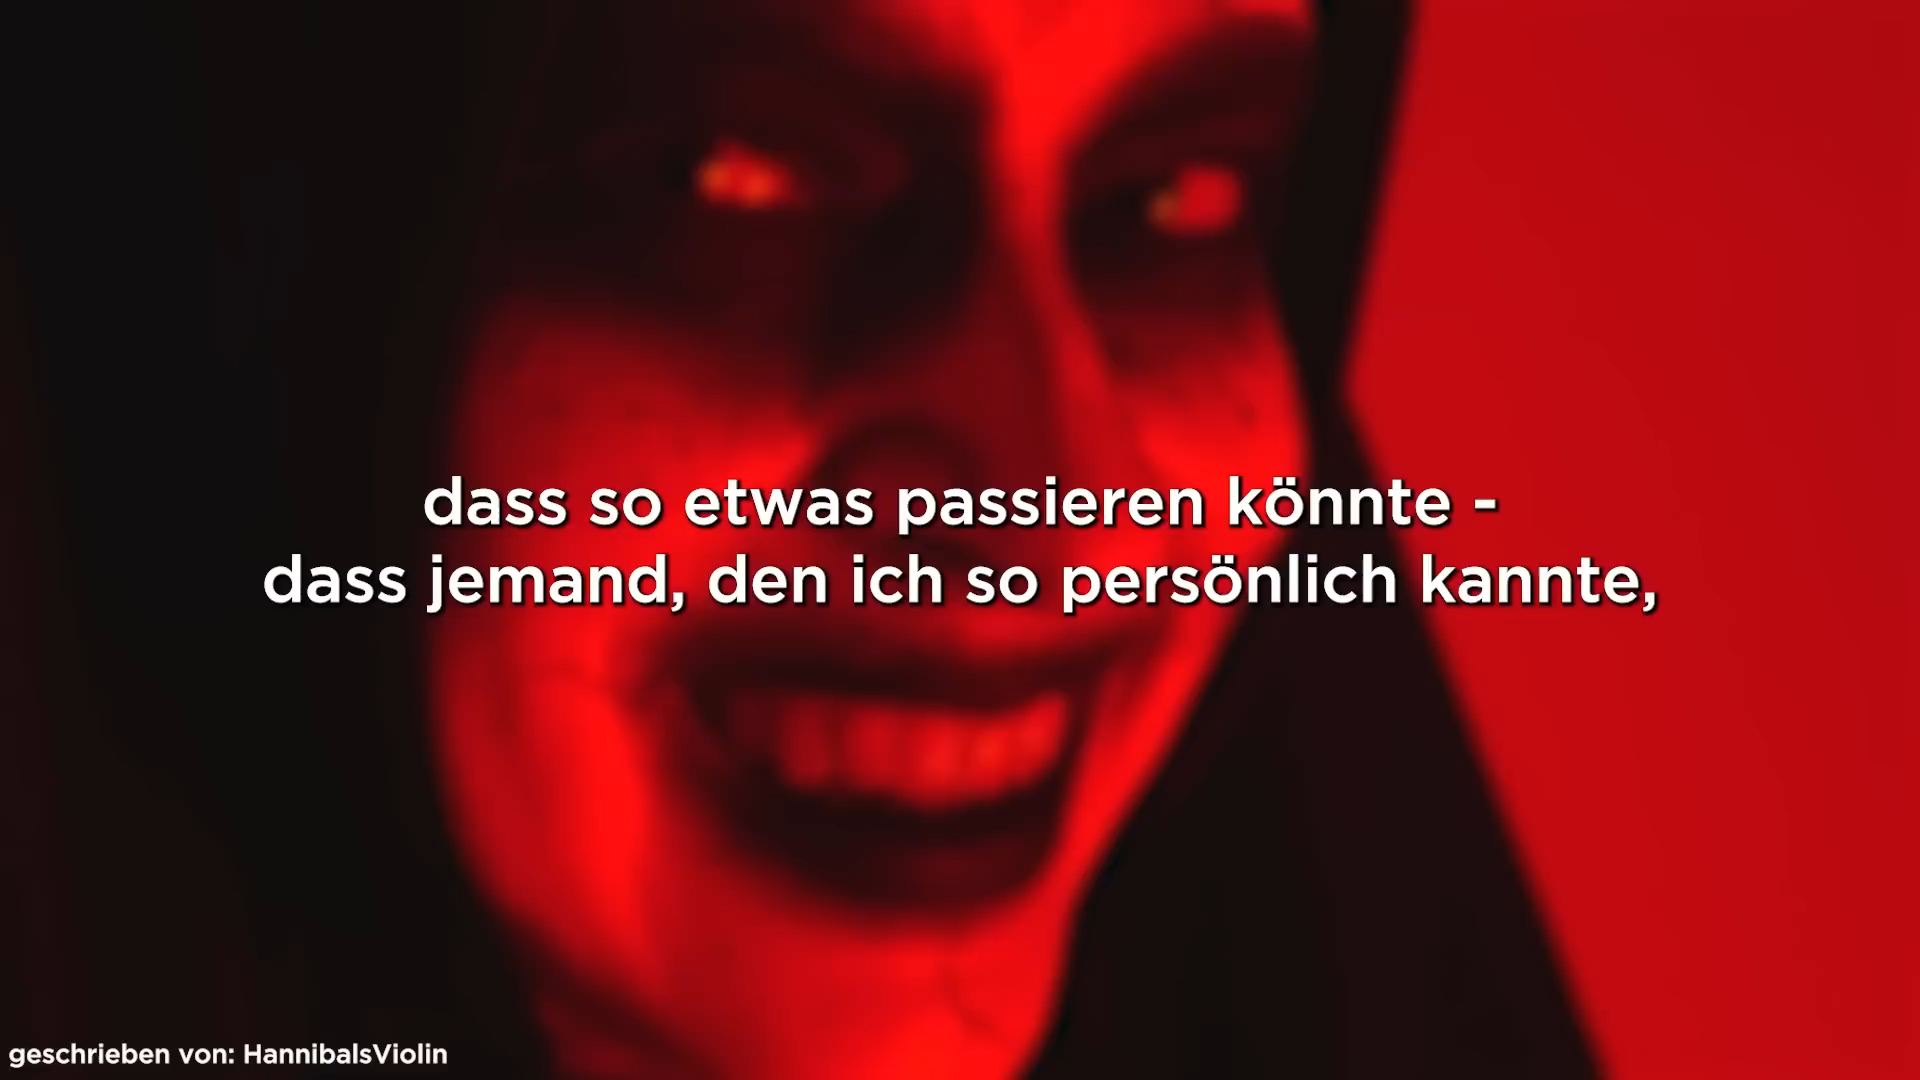 dass so etwas passieren könnte -
dass jemand, den ich so persönlich kannte,
geschrieben von: HannibalsViolin